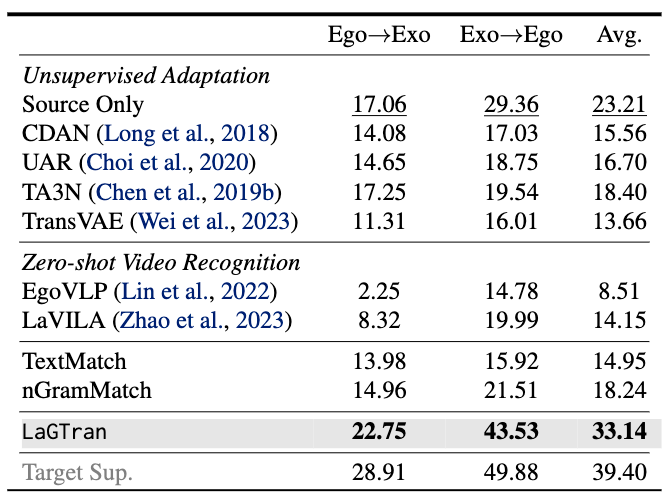 Ego→Exo Exo→Ego Avg.
Unsupervised Adaptation
Source Only 17.06 29.36 23.21
CDAN (Long et al., 2018) 14.08 17.03 15.56
UAR (Choi et al., 2020) 14.65 18.75 16.70
TA3N (Chen et al., 2019b) 17.25 19.54 18.40
TransVAE (Wei et al., 2023) 11.31 16.01 13.66
Zero-shot Video Recognition
EgoVLP (Lin et al., 2022) 2.25 14.78 8.51
LaVILA (Zhao et al., 2023) 8.32 19.99 14.15
TextMatch 13.98 15.92 14.95
nGramMatch 14.96 21.51 18.24
LaGTran 22.75 43.53 33.14
Target Sup. 28.91 49.88 39.40